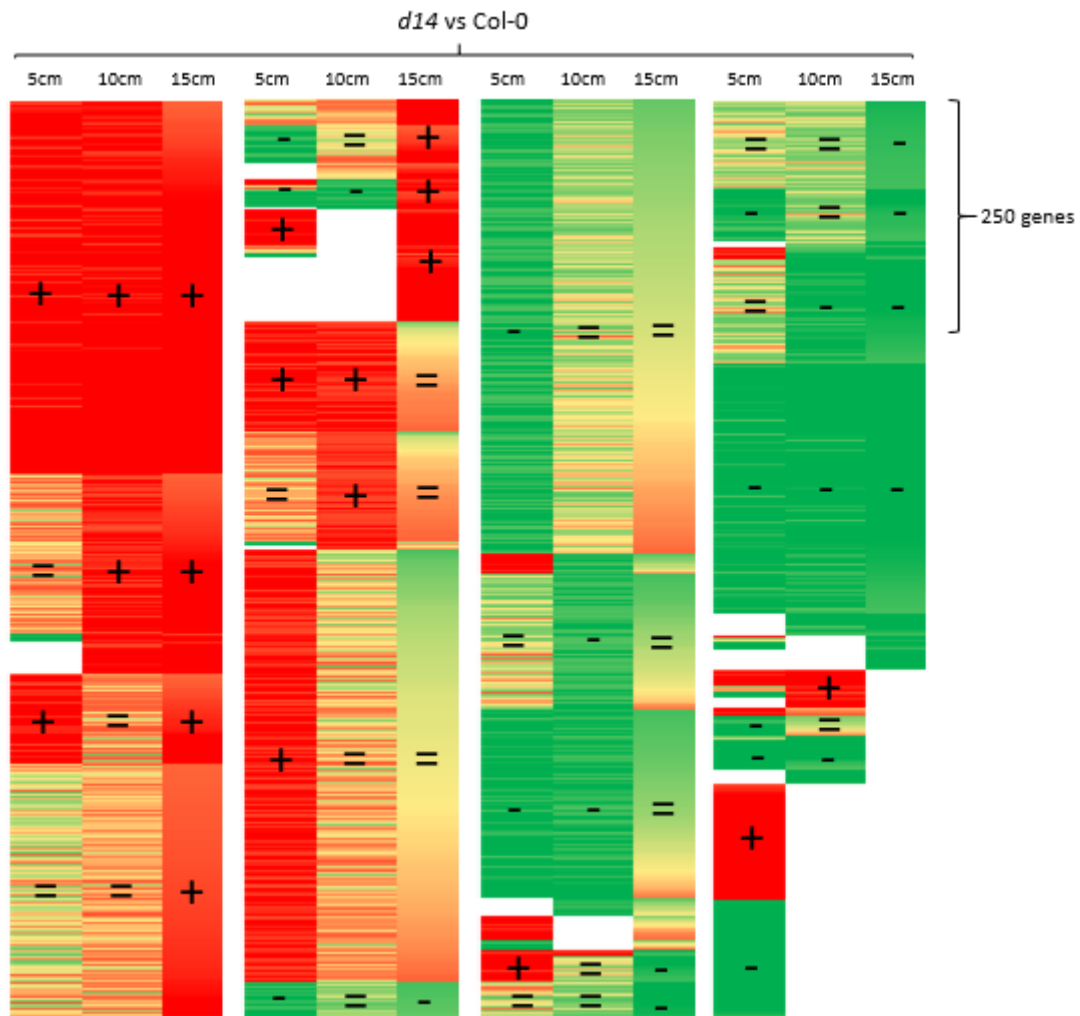 d14 vs Col-0
5cm 10cm 15cm 5cm 10cm 15cm 5cm 10cm 15cm 5cm 10cm 15cm
+ + +
= + +
+ = +
= = +
- = +
- - +
+
+
+ + =
= + =
+ = =
- = -
- = =
= - =
- - =
+ = -
= = -
= = -
- = -
= - -
- - -
+
- =
- -
+
-
250 genes